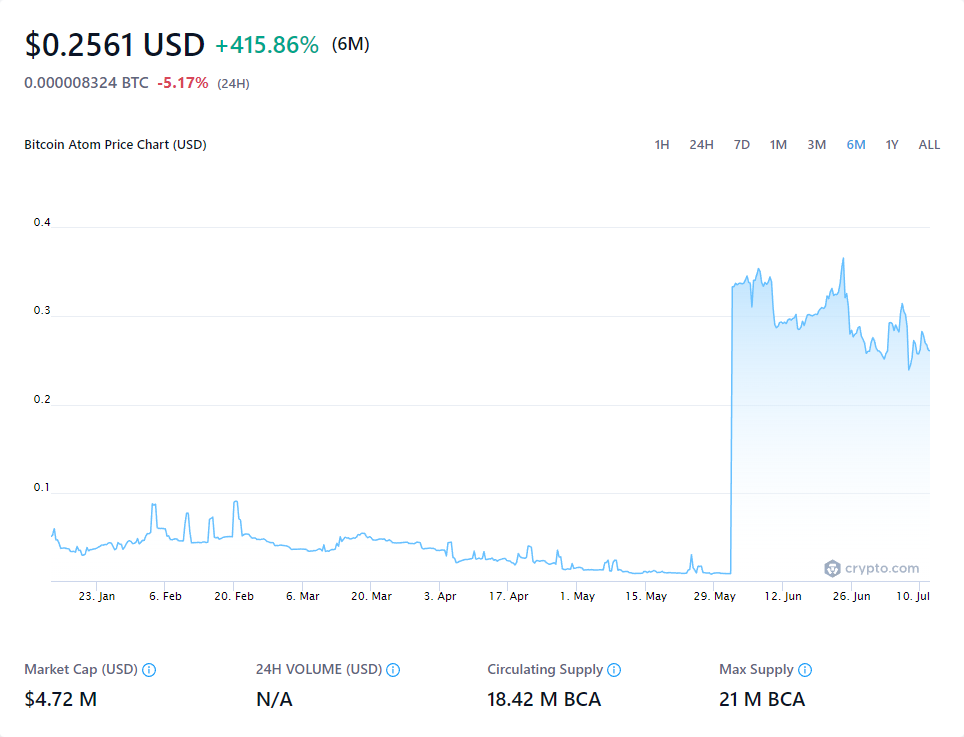 $0.2561 USD +415.86% (6M)
0.000008324 BTC -5.17% (24H)
Bitcoin Atom Price Chart (USD) 1H 24H 7D 1M 3M 6M 1Y ALL
0.4
0.3
0.2
0.1
crypto.com
23. Jan 6. Feb 20. Feb 6. Mar 20. Mar 3. Apr 17. Apr 1. May 15. May 29. May 12. Jun 26. Jun 10. Jul
Market Cap (USD) 24H VOLUME (USD) Circulating Supply Max Supply
$4.72 M N/A 18.42 M BCA 21 M BCA